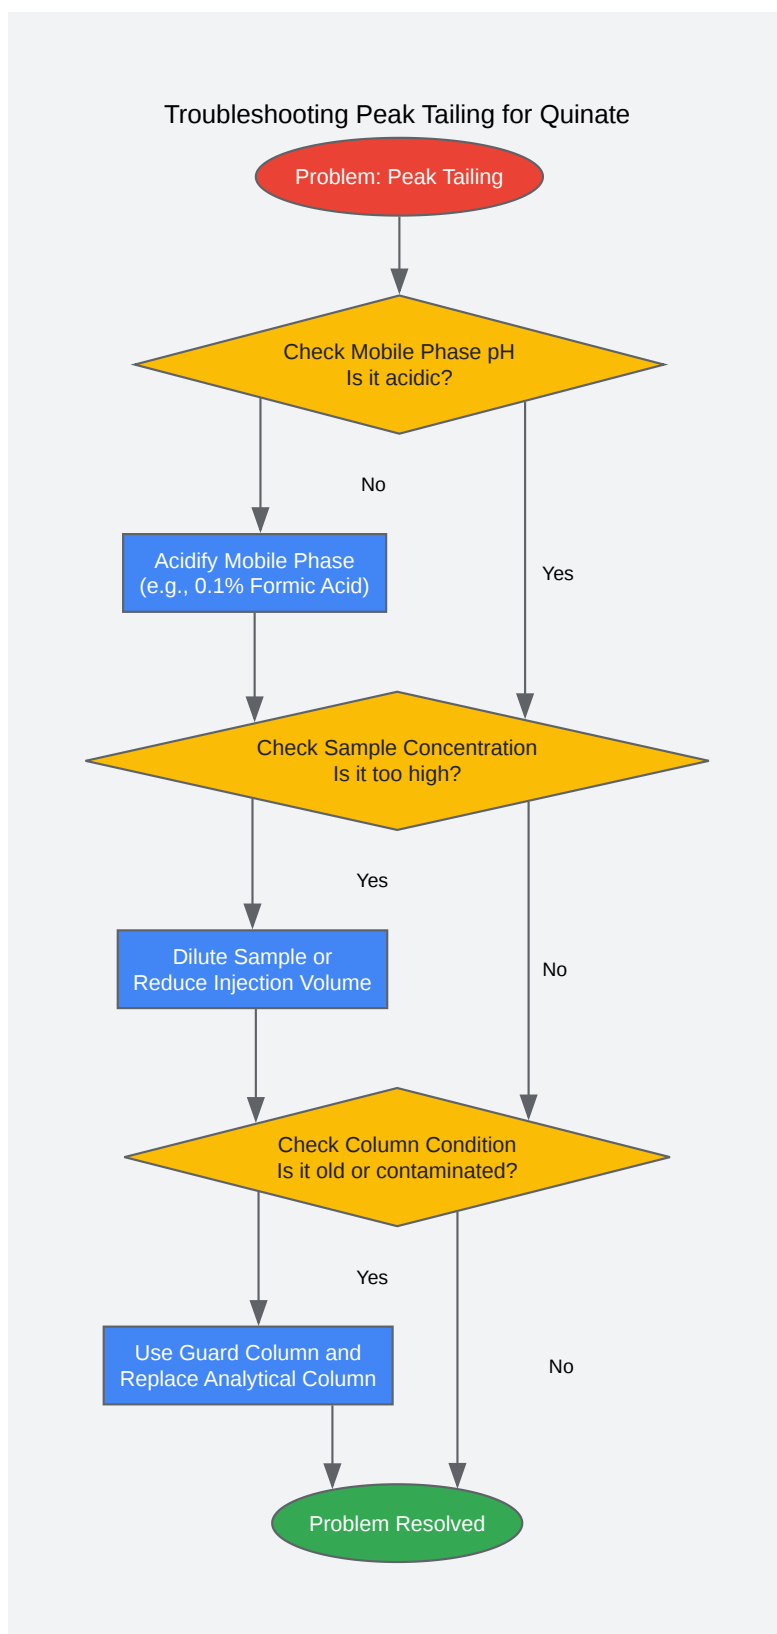 Troubleshooting Peak Tailing for Quinate
Problem: Peak Tailing
Check Mobile Phase pH
Is it acidic?
No
Acidify Mobile Phase
(e.g., 0.1% Formic Acid)
Yes
Check Sample Concentration
Is it too high?
Yes
Dilute Sample or
Reduce Injection Volume
No
Check Column Condition
Is it old or contaminated?
Yes
Use Guard Column and
Replace Analytical Column
No
Problem Resolved